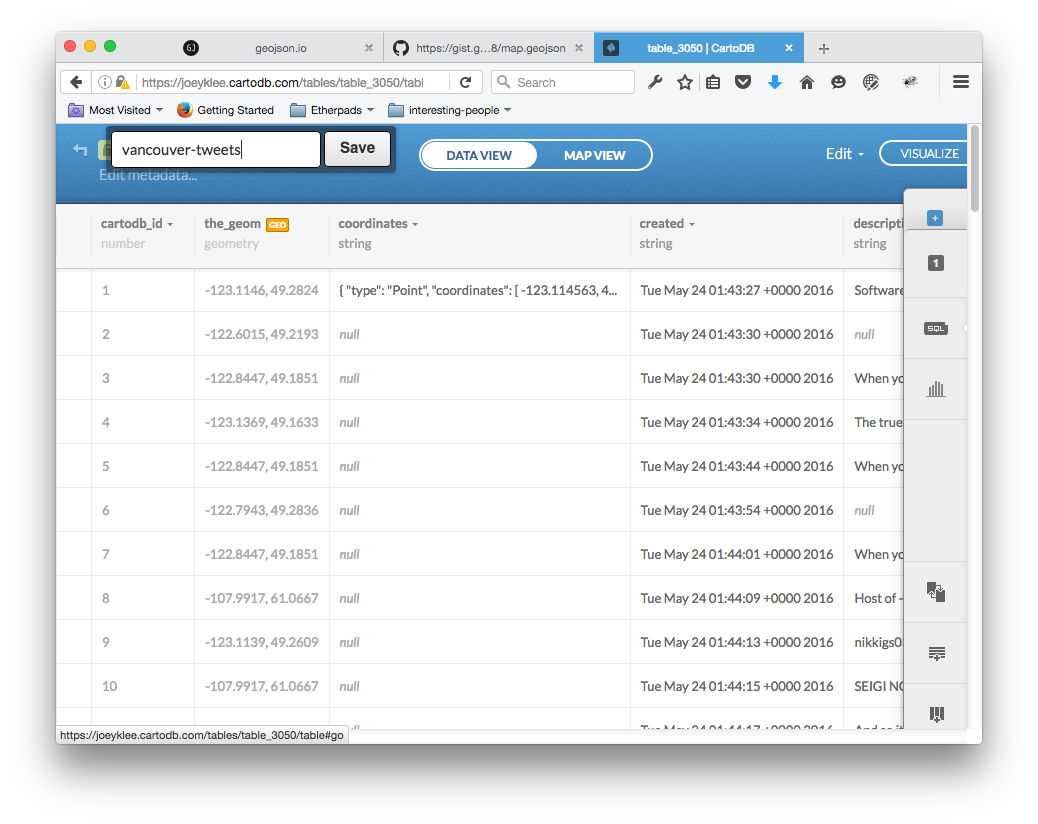 GJ geojson.io https://gist.g...8/map.geojson table_3050 | CartoDB
https://joeyklee.cartodb.com/tables/table_3050/tabl Search
Most Visited Getting Started Etherpads interesting-people
vancouver-tweets Save DATA VIEW MAP VIEW Edit VISUALIZE
Edit metadata...
cartodb_id the_geom GEO coordinates created descripti
number geometry string string string
1 -123.1146, 49.2824 { "type": "Point", "coordinates": [ -123.114563, 4... Tue May 24 01:43:27 +0000 2016 Software
2 -122.6015, 49.2193 null Tue May 24 01:43:30 +0000 2016 null
3 -122.8447, 49.1851 null Tue May 24 01:43:30 +0000 2016 When yo
4 -123.1369, 49.1633 null Tue May 24 01:43:34 +0000 2016 The true
5 -122.8447, 49.1851 null Tue May 24 01:43:44 +0000 2016 When yo
6 -122.7943, 49.2836 null Tue May 24 01:43:54 +0000 2016 null
7 -122.8447, 49.1851 null Tue May 24 01:44:01 +0000 2016 When yo
8 -107.9917, 61.0667 null Tue May 24 01:44:09 +0000 2016 Host of -
9 -123.1139, 49.2609 null Tue May 24 01:44:13 +0000 2016 nikkigs0
10 -107.9917, 61.0667 null Tue May 24 01:44:15 +0000 2016 SEIGI NO
Tue May 24 01:44:17 +0000 2016
1
SQL
https://joeyklee.cartodb.com/tables/table_3050/table#go